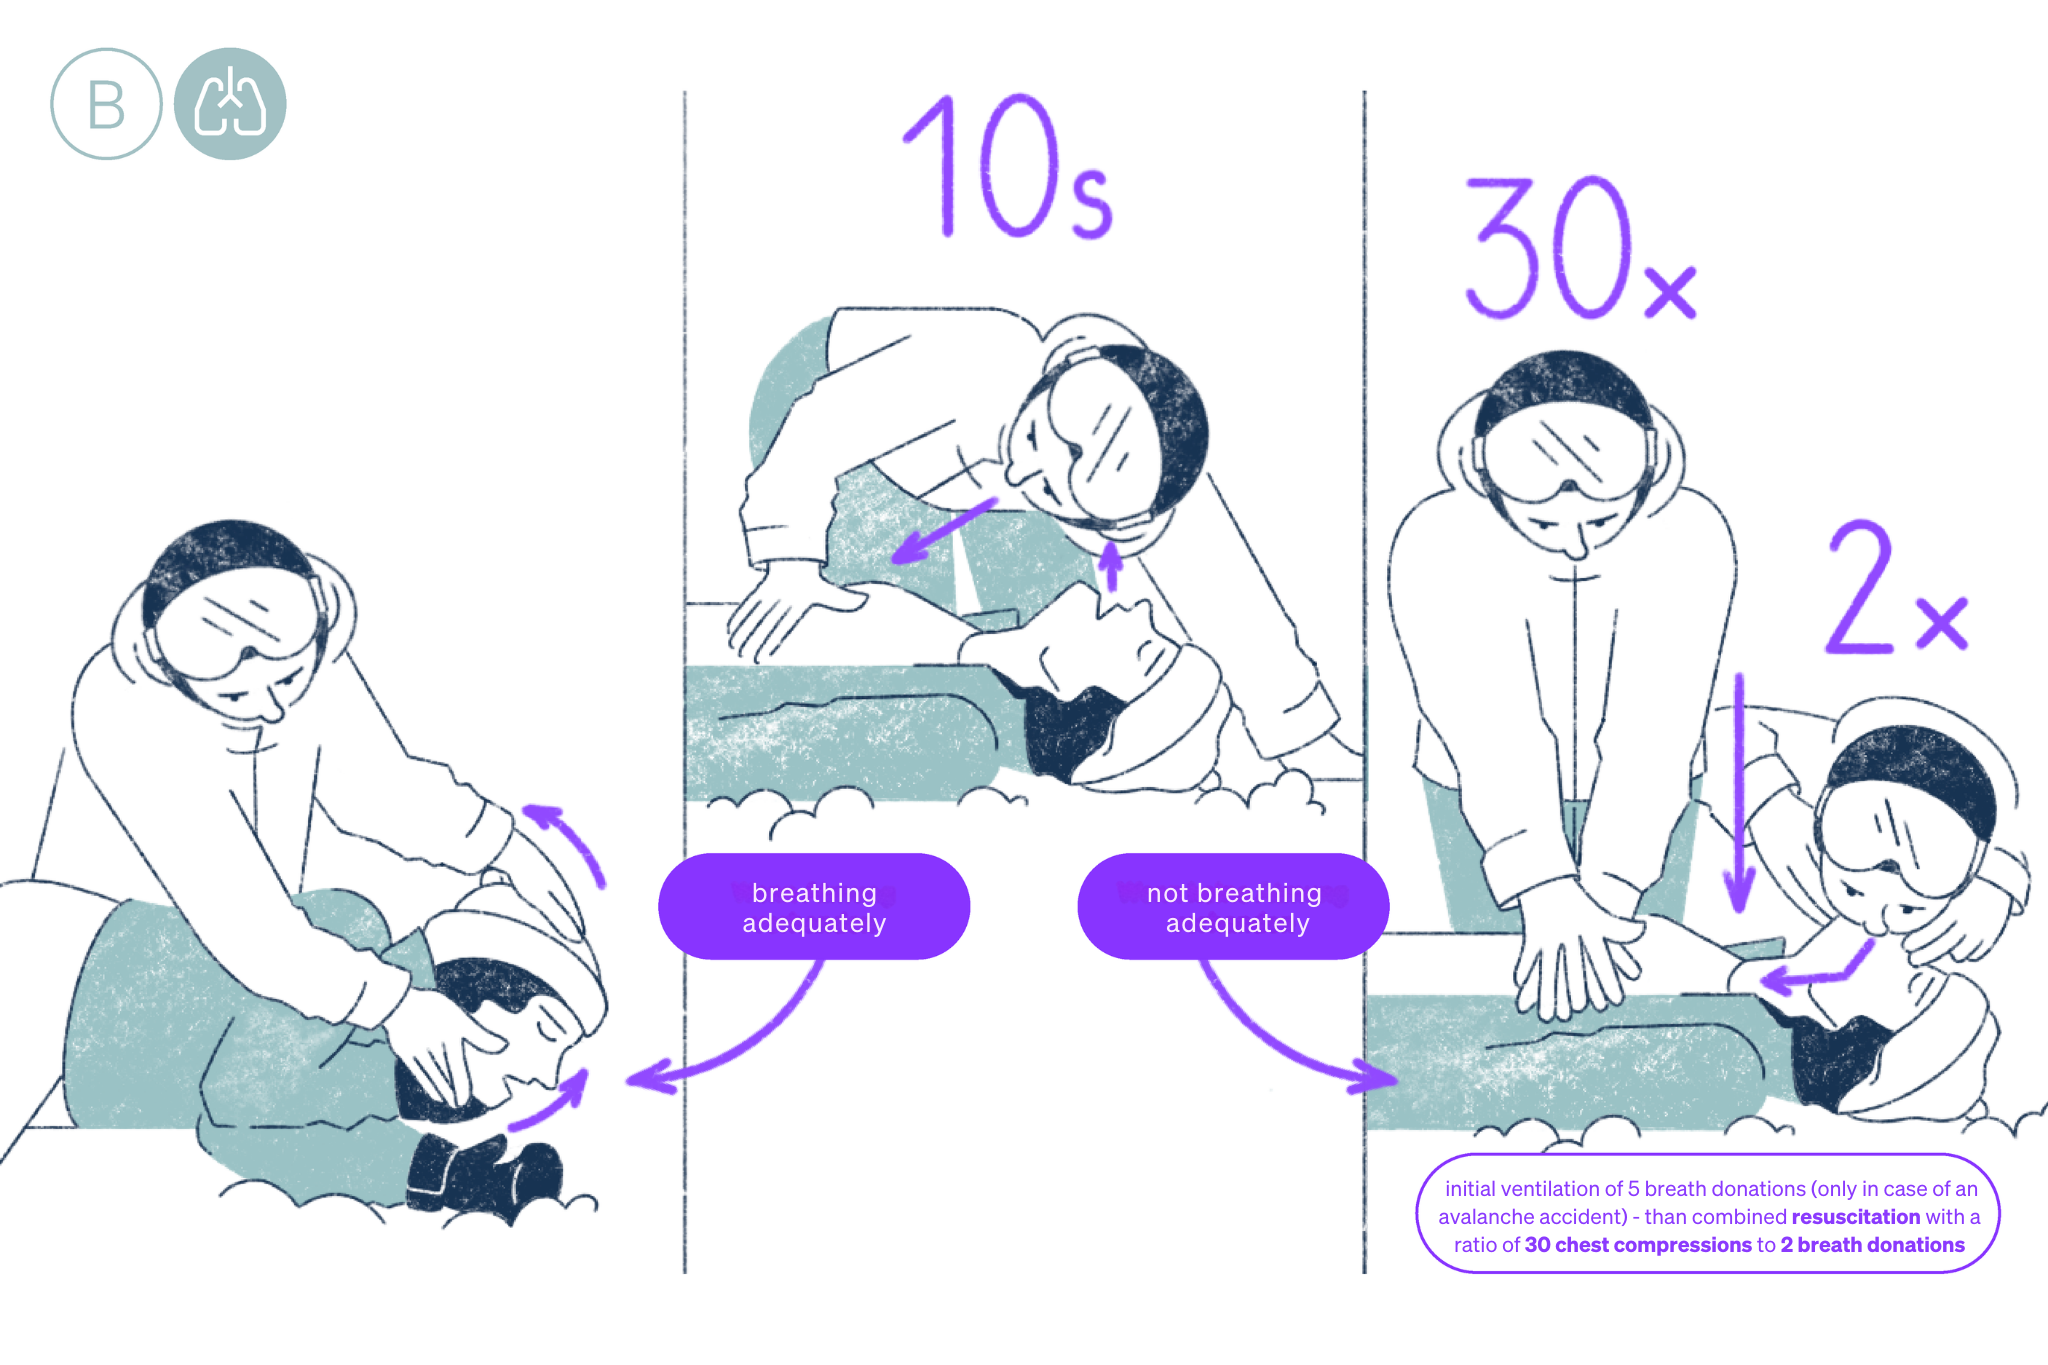 B
10s
30x
2x
breathing
adequately
not breathing
adequately
initial ventilation of 5 breath donations (only in case of an
avalanche accident) - than combined resuscitation with a
ratio of 30 chest compressions to 2 breath donations